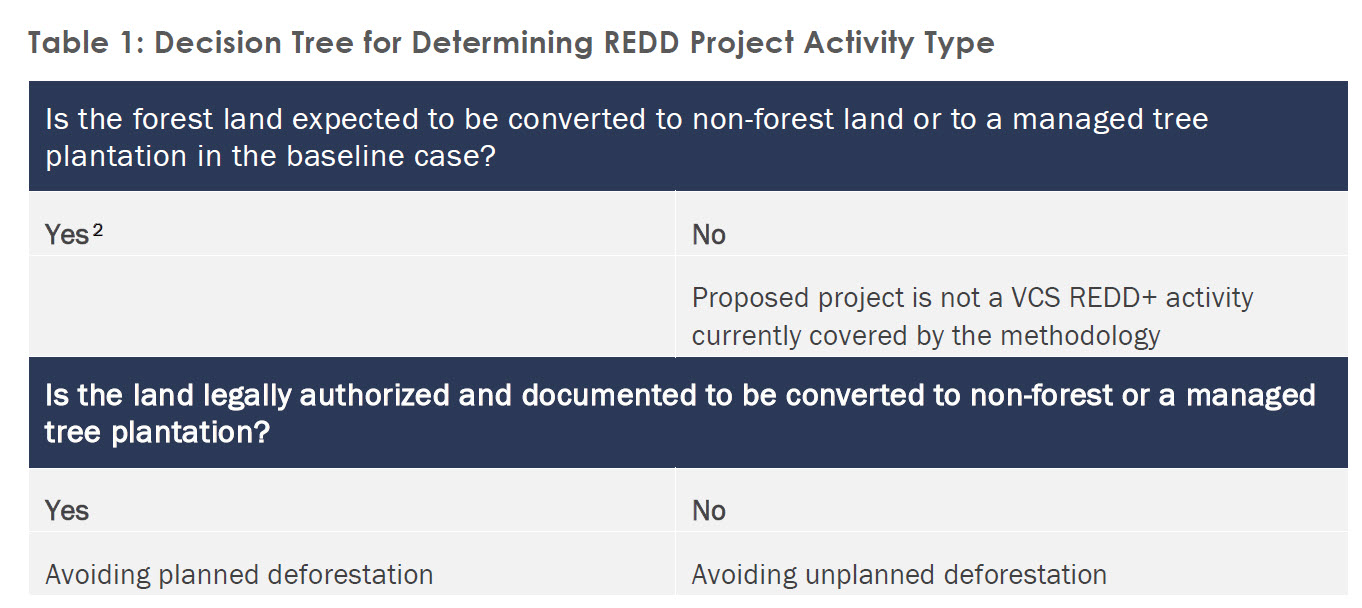 Table 1: Decision Tree for Determining REDD Project Activity Type
Is the forest land expected to be converted to non-forest land or to a managed tree
plantation in the baseline case?
Yes²
No
Proposed project is not a VCS REDD+ activity
currently covered by the methodology
Is the land legally authorized and documented to be converted to non-forest or a managed
tree plantation?
Yes
No
Avoiding planned deforestation
Avoiding unplanned deforestation